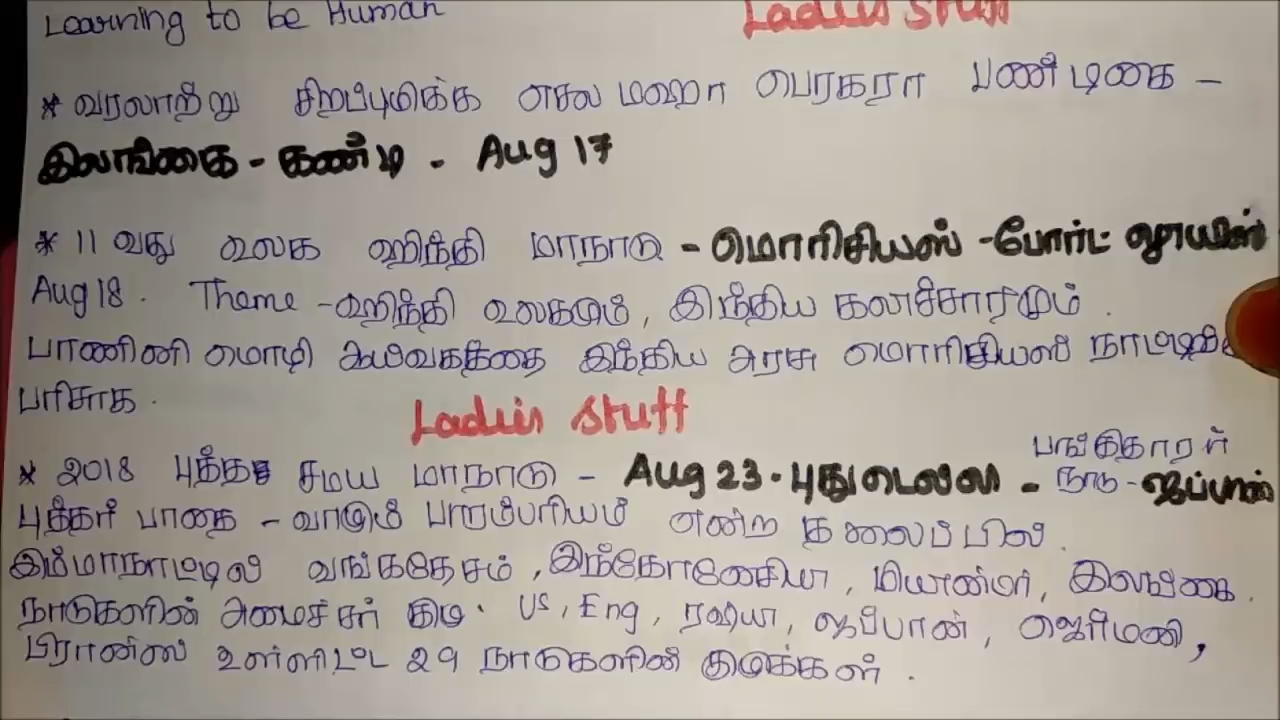 Learning to be Human
Ladies Stuff
* வரலாற்று சிறப்புமிக்க எசல மஹா பெரகரா பண்டிகை -
இலங்கை - கண்டி - Aug 17
* 11 வது உலக ஹிந்தி மாநாடு - மொரிசியஸ் - போர்ட் லூயிஸ்
Aug 18. Theme - ஹிந்தி உலகமும், இந்திய கலாச்சாரமும்.
பாணினி மொழி ஆய்வகத்தை இந்திய அரசு மொரிசியஸ்
பரிசாக.
Ladies Stuff
பங்குதாரர்
* 2018 புத்த சமய மாநாடு - Aug 23. புதுடெல்லி - நாடு - ஜப்பான்
புத்தர் பாதை - வாழும் பாரம்பரியம் என்ற தலைப்பில்.
இம்மாநாட்டில் வங்கதேசம், இந்தோனேசியா, மியான்மர், இலங்கை.
நாடுகளின் அமைச்சர் குழு. US, Eng, ரஷியா, ஜப்பான், ஜெர்மனி,
பிரான்ஸ் உள்ளிட்ட 29 நாடுகளின் குழுக்கள்.